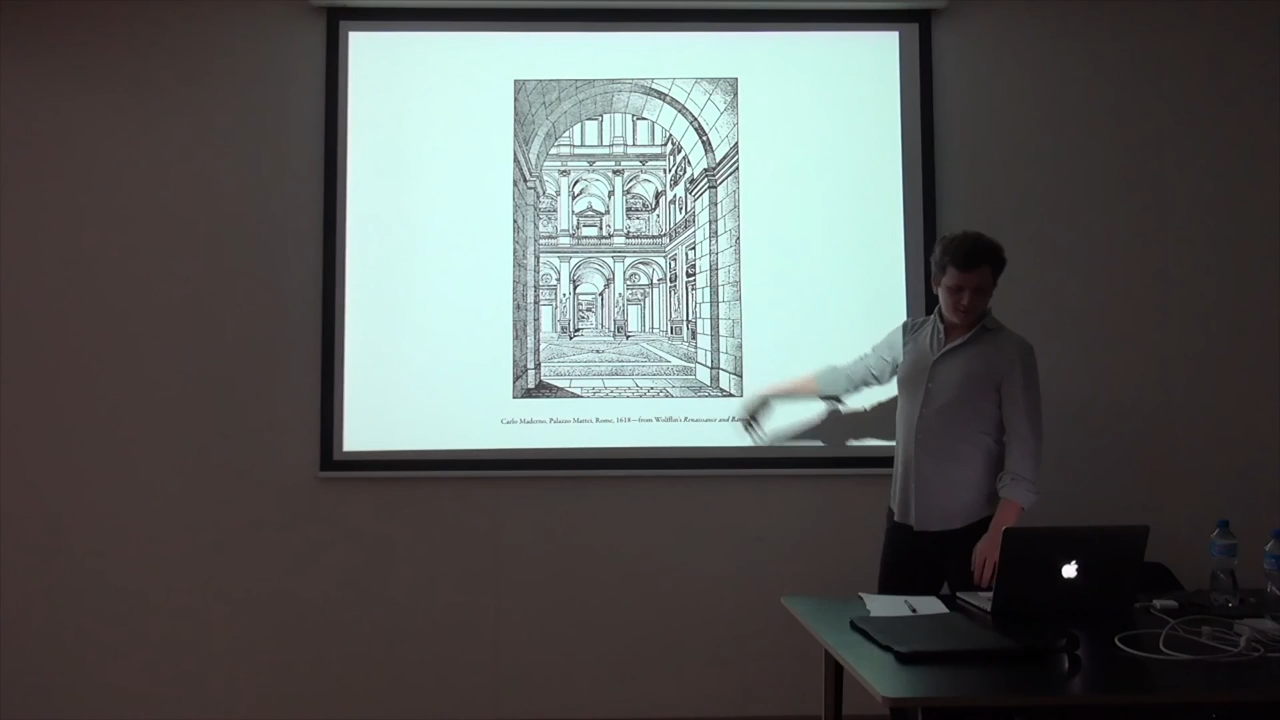 Carlo Maderno, Palazzo Mattei, Rome, 1618—from Wölfflin's Renaissance and